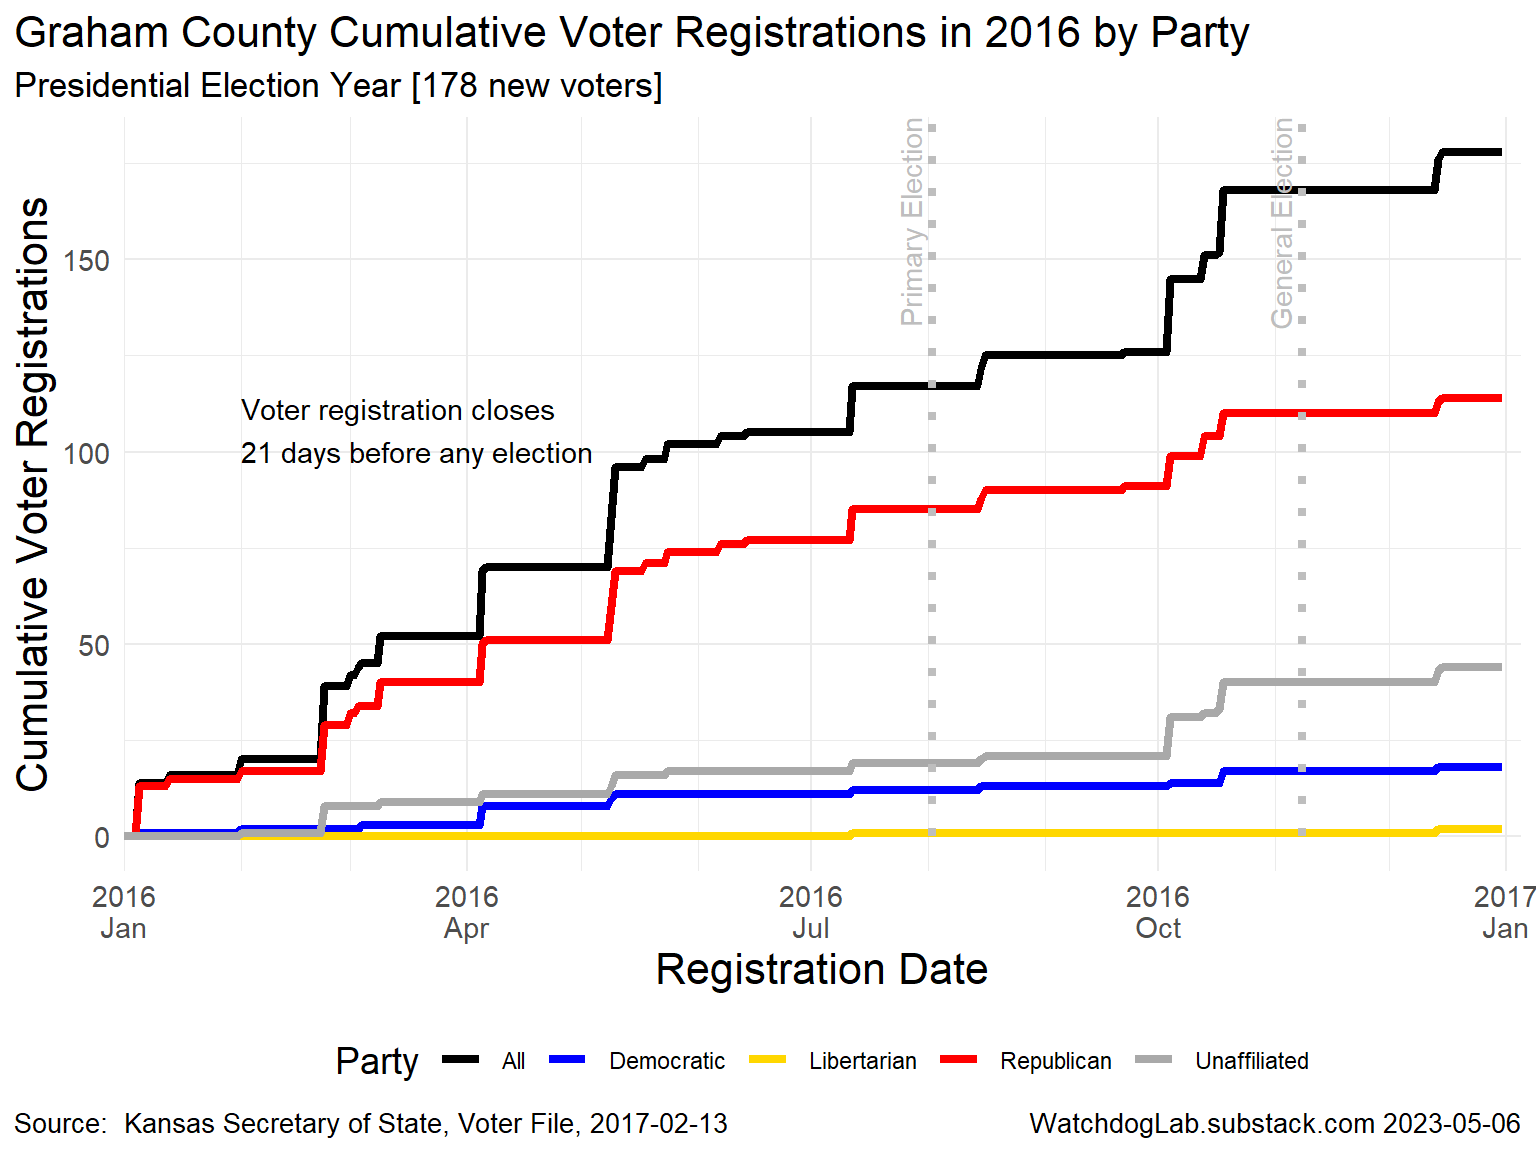 Graham County Cumulative Voter Registrations in 2016 by Party
Presidential Election Year [178 new voters]
Cumulative Voter Registrations
150
100
50
0
Primary Election
General Election
Voter registration closes
21 days before any election
2016 2016 2016 2016 2017
Jan Apr Jul Oct Jan
Registration Date
Party All Democratic Libertarian Republican Unaffiliated
Source:  Kansas Secretary of State, Voter File, 2017-02-13
WatchdogLab.substack.com 2023-05-06